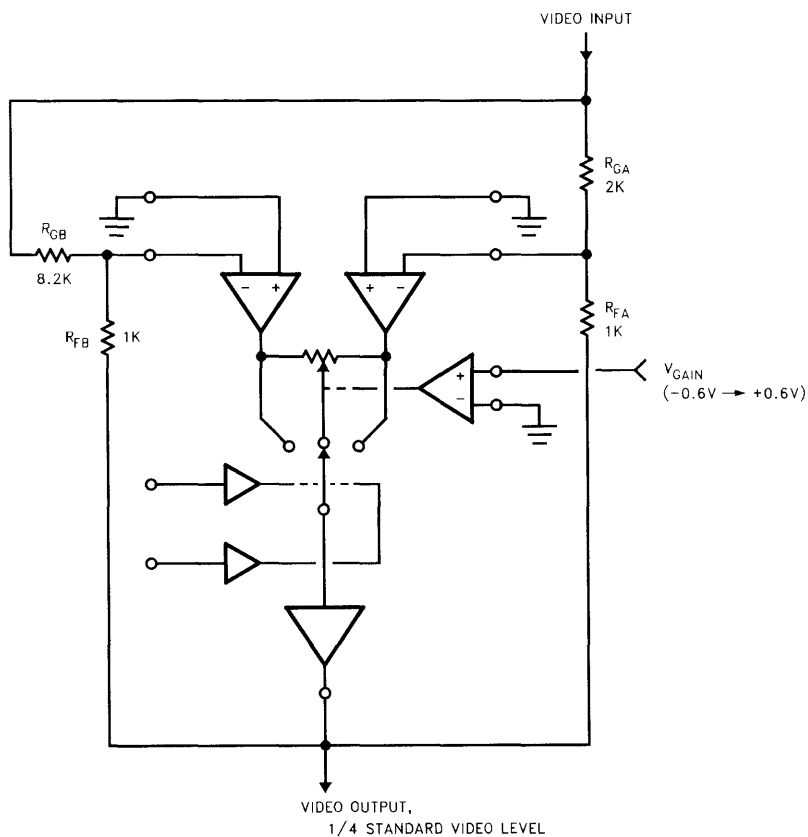 VIDEO INPUT
R_GA
2K
R_GB
8.2K
− +
+ −
R_FA
1K
R_FB
1K
+
−
V_GAIN
(−0.6V → +0.6V)
VIDEO OUTPUT,
1/4 STANDARD VIDEO LEVEL